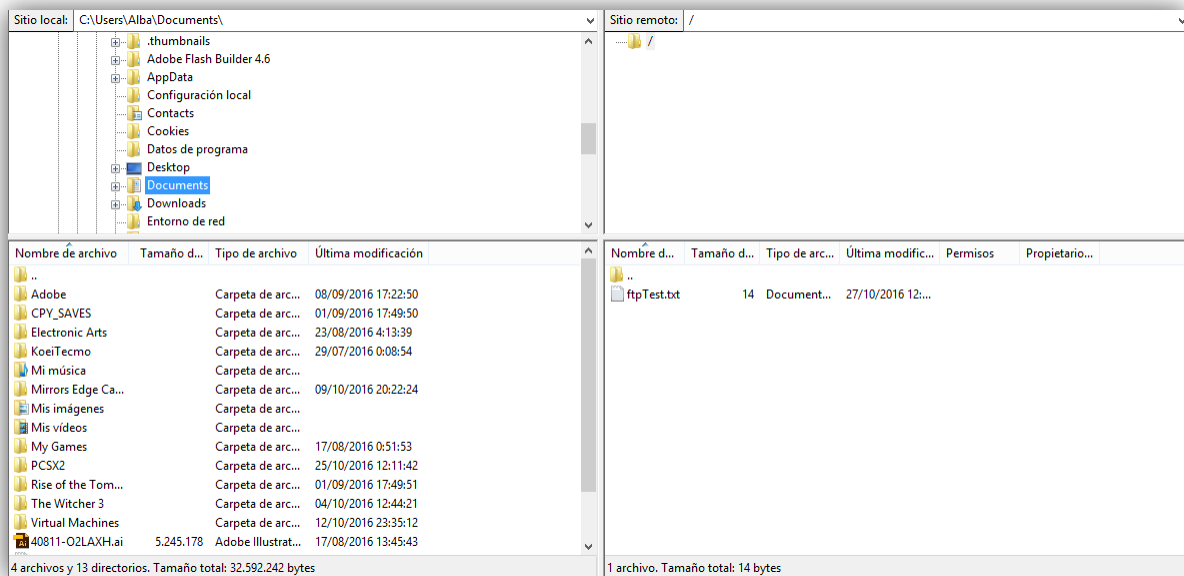 Sitio local: C:\Users\Alba\Documents\
.thumbnails
Adobe Flash Builder 4.6
AppData
Configuración local
Contacts
Cookies
Datos de programa
Desktop
Documents
Downloads
Entorno de red
Sitio remoto: /
/
Nombre de archivo Tamaño d... Tipo de archivo Última modificación
..
Adobe Carpeta de arc... 08/09/2016 17:22:50
CPY_SAVES Carpeta de arc... 01/09/2016 17:49:50
Electronic Arts Carpeta de arc... 23/08/2016 4:13:39
KoeiTecmo Carpeta de arc... 29/07/2016 0:08:54
Mi música Carpeta de arc...
Mirrors Edge Ca... Carpeta de arc... 09/10/2016 20:22:24
Mis imágenes Carpeta de arc...
Mis vídeos Carpeta de arc...
My Games Carpeta de arc... 17/08/2016 0:51:53
PCSX2 Carpeta de arc... 25/10/2016 12:11:42
Rise of the Tom... Carpeta de arc... 01/09/2016 17:49:51
The Witcher 3 Carpeta de arc... 04/10/2016 12:44:21
Virtual Machines Carpeta de arc... 12/10/2016 23:35:12
40811-O2LAXH.ai 5.245.178 Adobe Illustrat... 17/08/2016 13:45:43
4 archivos y 13 directorios. Tamaño total: 32.592.242 bytes
Nombre d... Tamaño d... Tipo de arc... Última modific... Permisos Propietario...
..
ftpTest.txt 14 Document... 27/10/2016 12:...
1 archivo. Tamaño total: 14 bytes